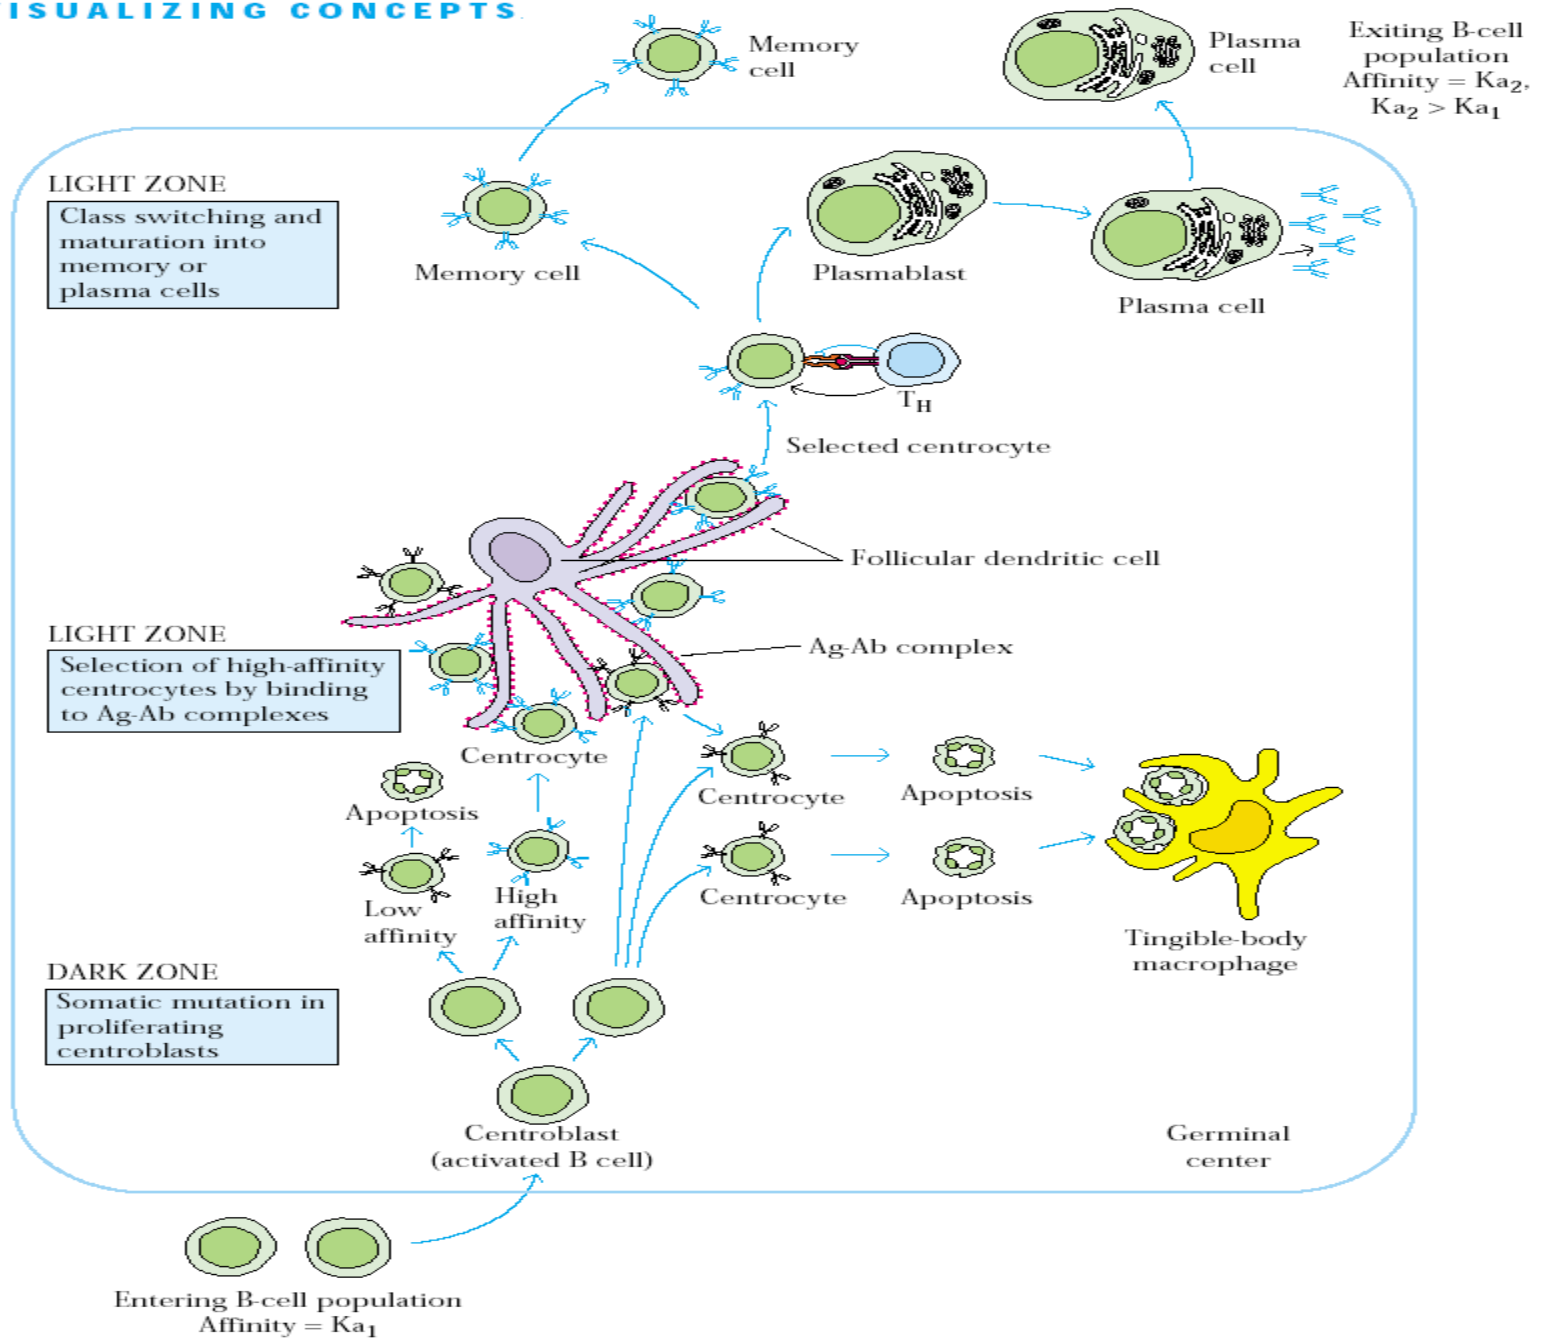 ISUALIZING CONCEPTS
Memory
cell
Plasma
cell
Exiting B-cell
population
Affinity = Ka₂,
Ka₂ > Ka₁
LIGHT ZONE
Class switching and
maturation into
memory or
plasma cells
Memory cell
Plasmablast
Plasma cell
T_H
Selected centrocyte
Follicular dendritic cell
LIGHT ZONE
Selection of high-affinity
centrocytes by binding
to Ag-Ab complexes
Ag-Ab complex
Centrocyte
Apoptosis
Centrocyte
Apoptosis
Low
affinity
High
affinity
Centrocyte
Apoptosis
Tingible-body
macrophage
DARK ZONE
Somatic mutation in
proliferating
centroblasts
Centroblast
(activated B cell)
Germinal
center
Entering B-cell population
Affinity = Ka₁